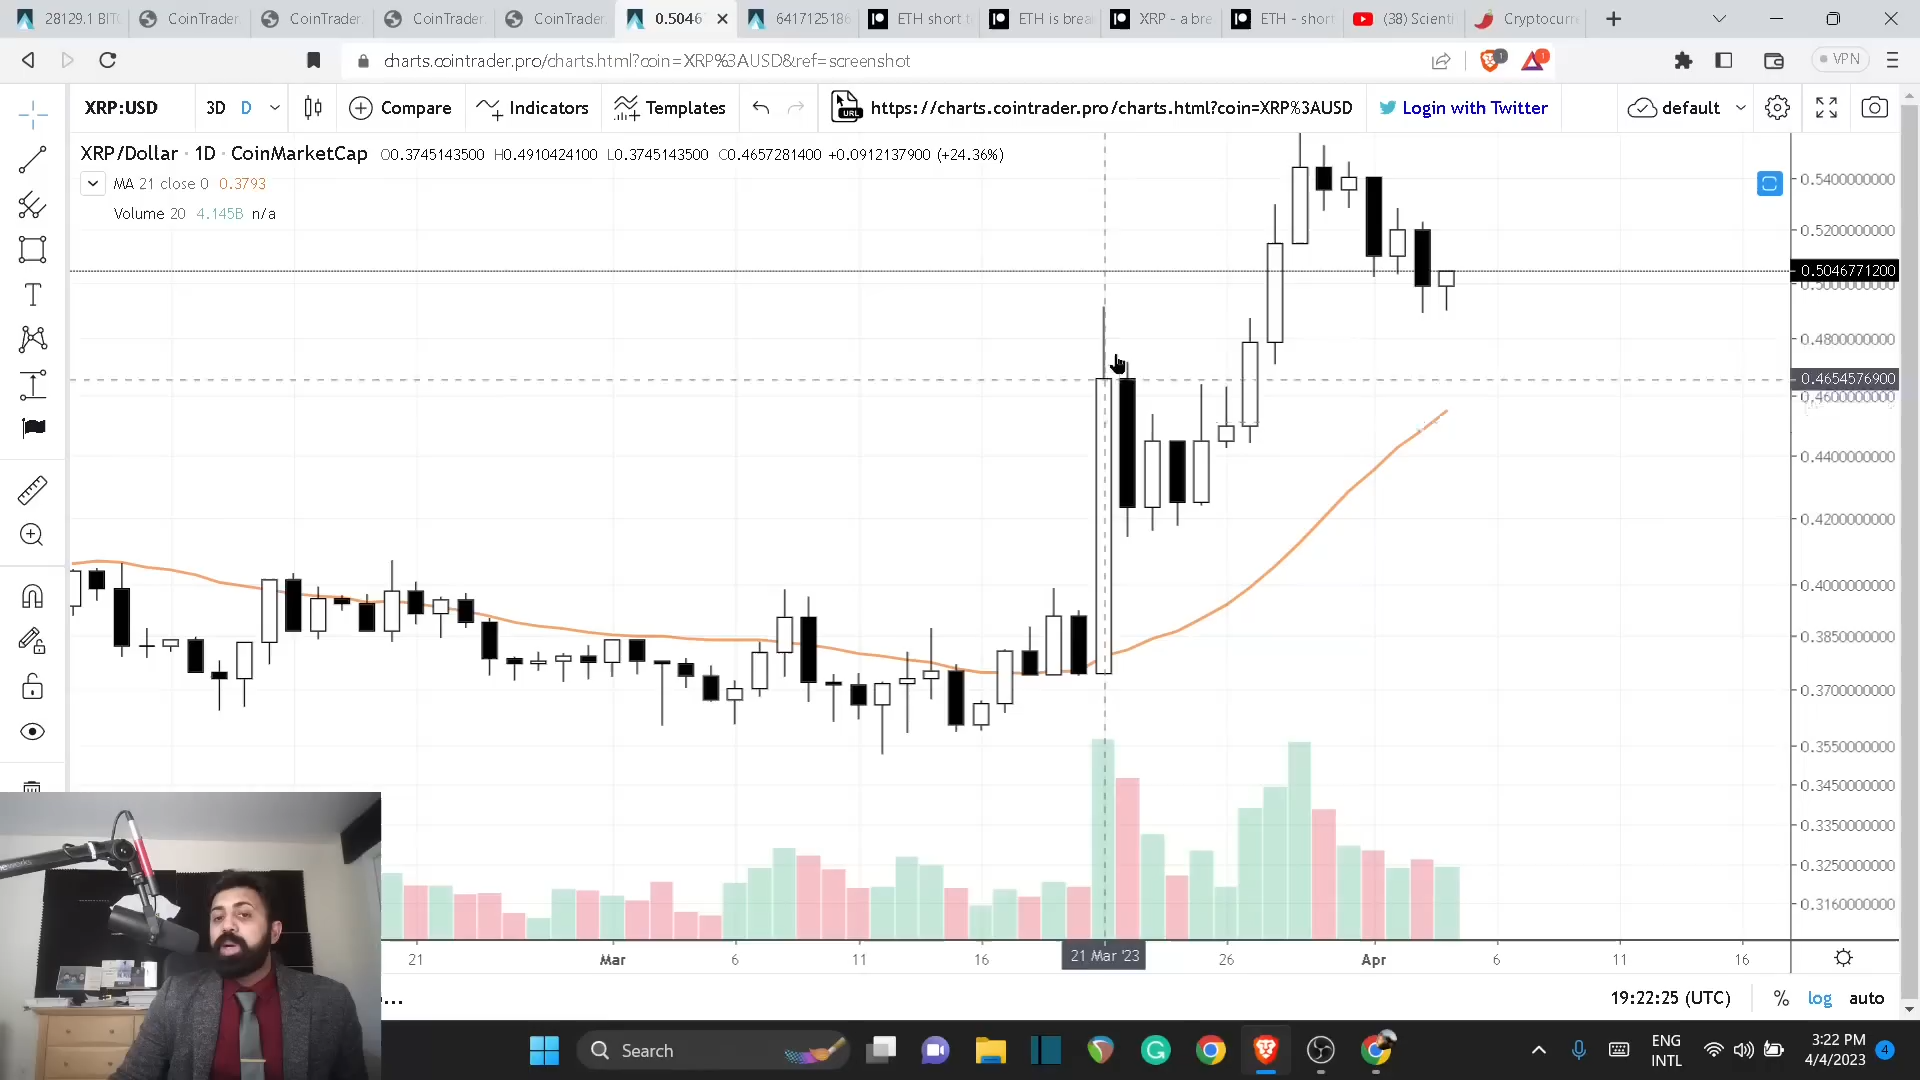 28129.1 BIT
CoinTrader.
CoinTrader.
CoinTrader.
CoinTrader.
0.5046
6417125186
ETH short t
ETH is brea
XRP - a bre
ETH - short
(38) Scienti
Cryptocurr
charts.cointrader.pro/charts.html?coin=XRP%3AUSD&ref=screenshot
1
1
VPN
XRP:USD
3D
D
Compare
Indicators
Templates
URL
https://charts.cointrader.pro/charts.html?coin=XRP%3AUSD
Login with Twitter
default
XRP/Dollar · 1D · CoinMarketCap O0.3745143500 H0.4910424100 L0.3745143500 C0.4657281400 +0.0912137900 (+24.36%)
MA 21 close 0 0.3793
Volume 20 4.145B n/a
T
0.5400000000
0.5200000000
0.5046771200
0.5000000000
0.4800000000
0.4654576900
0.4600000000
0.4400000000
0.4200000000
0.4000000000
0.3850000000
0.3700000000
0.3550000000
0.3450000000
0.3350000000
0.3250000000
0.3160000000
21
Mar
6
11
16
21 Mar '23
26
Apr
6
11
16
...
19:22:25 (UTC)
%
log
auto
Search
ENG
INTL
3:22 PM
4/4/2023
4